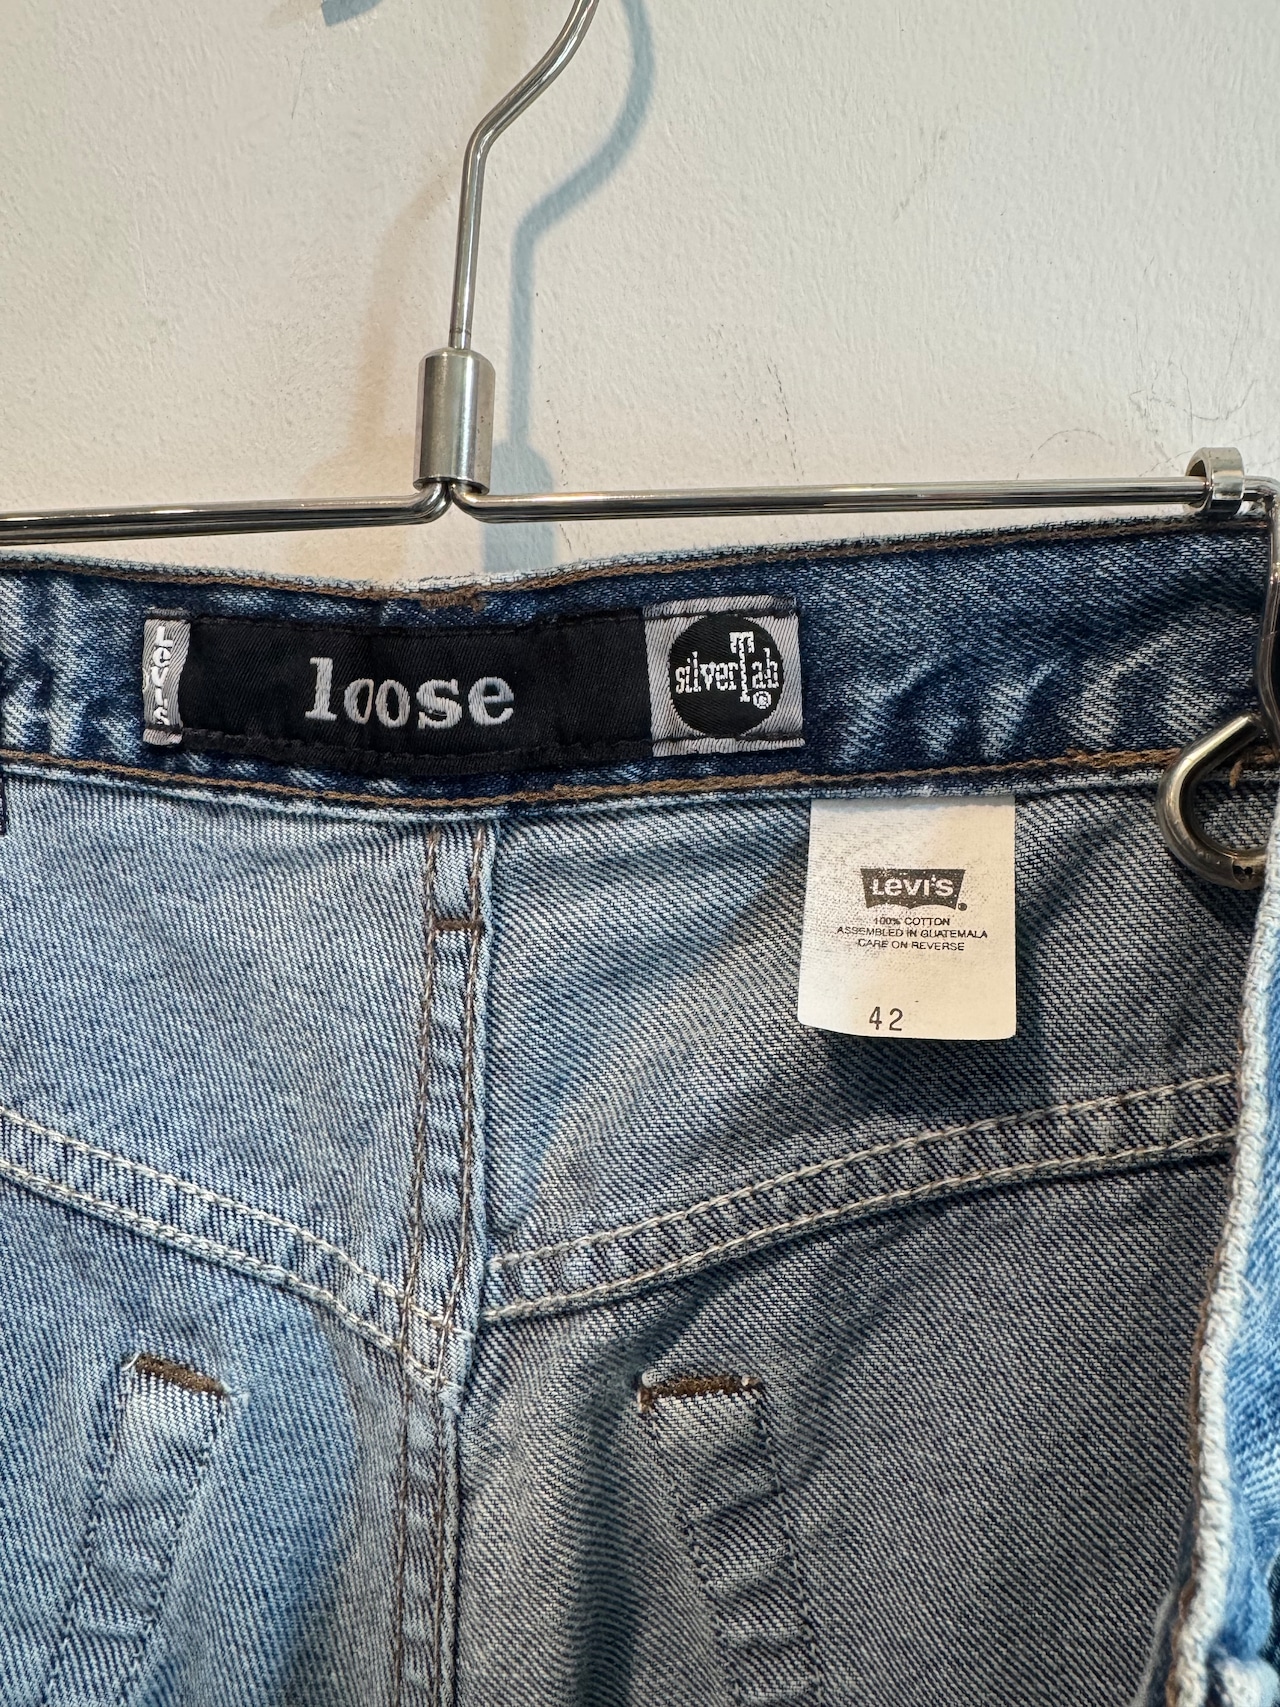 Levi's
loose
silverTab
®
Levi's
100% COTTON
ASSEMBLED IN GUATEMALA
CARE ON REVERSE
42